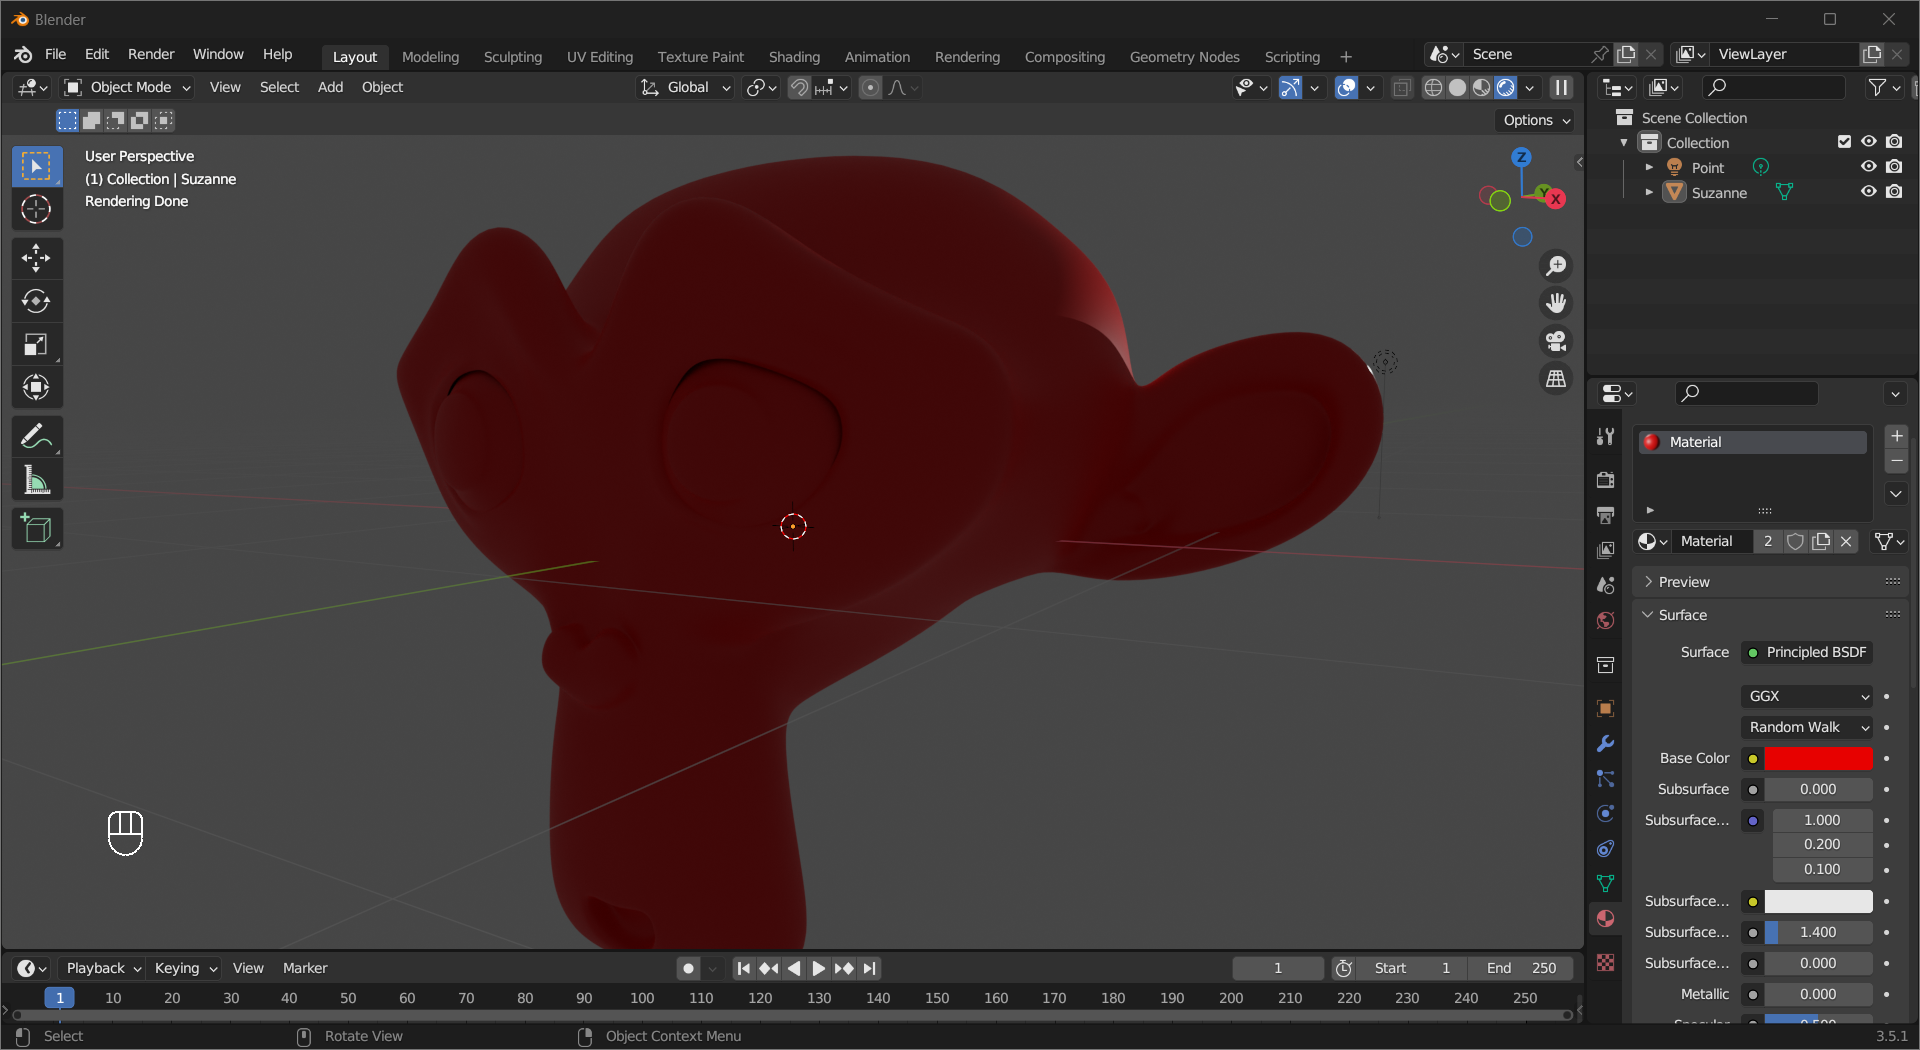 Blender
File Edit Render Window Help Layout Modeling Sculpting UV Editing Texture Paint Shading Animation Rendering Compositing Geometry Nodes Scripting + Scene ViewLayer
Object Mode View Select Add Object Global
Options
User Perspective
(1) Collection | Suzanne
Rendering Done
Z
Y
X
Scene Collection
Collection
Point
Suzanne
Material
Material 2
Preview
Surface
Surface Principled BSDF
GGX
Random Walk
Base Color
Subsurface 0.000
Subsurface... 1.000
0.200
0.100
Subsurface...
Subsurface... 1.400
Subsurface... 0.000
Metallic 0.000
Specular 0.500
Playback Keying View Marker 1 Start 1 End 250
1 10 20 30 40 50 60 70 80 90 100 110 120 130 140 150 160 170 180 190 200 210 220 230 240 250
Select Rotate View Object Context Menu 3.5.1